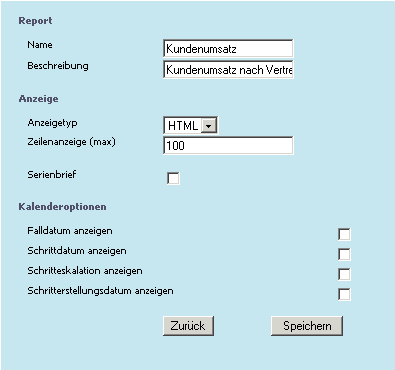 Report
Name Kundenumsatz
Beschreibung Kundenumsatz nach Vertre
Anzeige
Anzeigetyp HTML
Zeilenanzeige (max) 100
Serienbrief
Kalenderoptionen
Falldatum anzeigen
Schrittdatum anzeigen
Schritteskalation anzeigen
Schritterstellungsdatum anzeigen
Zurück Speichern